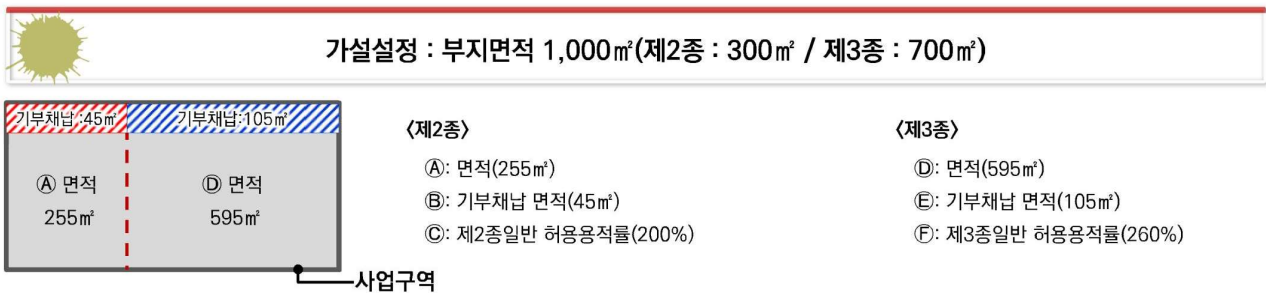 가설설정 : 부지면적 1,000㎡(제2종 : 300㎡ / 제3종 : 700㎡)
기부채납:45㎡
기부채납:105㎡
Ⓐ 면적
255㎡
Ⓓ 면적
595㎡
사업구역
〈제2종〉
Ⓐ: 면적(255㎡)
Ⓑ: 기부채납 면적(45㎡)
Ⓒ: 제2종일반 허용용적률(200%)
〈제3종〉
Ⓓ: 면적(595㎡)
Ⓔ: 기부채납 면적(105㎡)
Ⓕ: 제3종일반 허용용적률(260%)